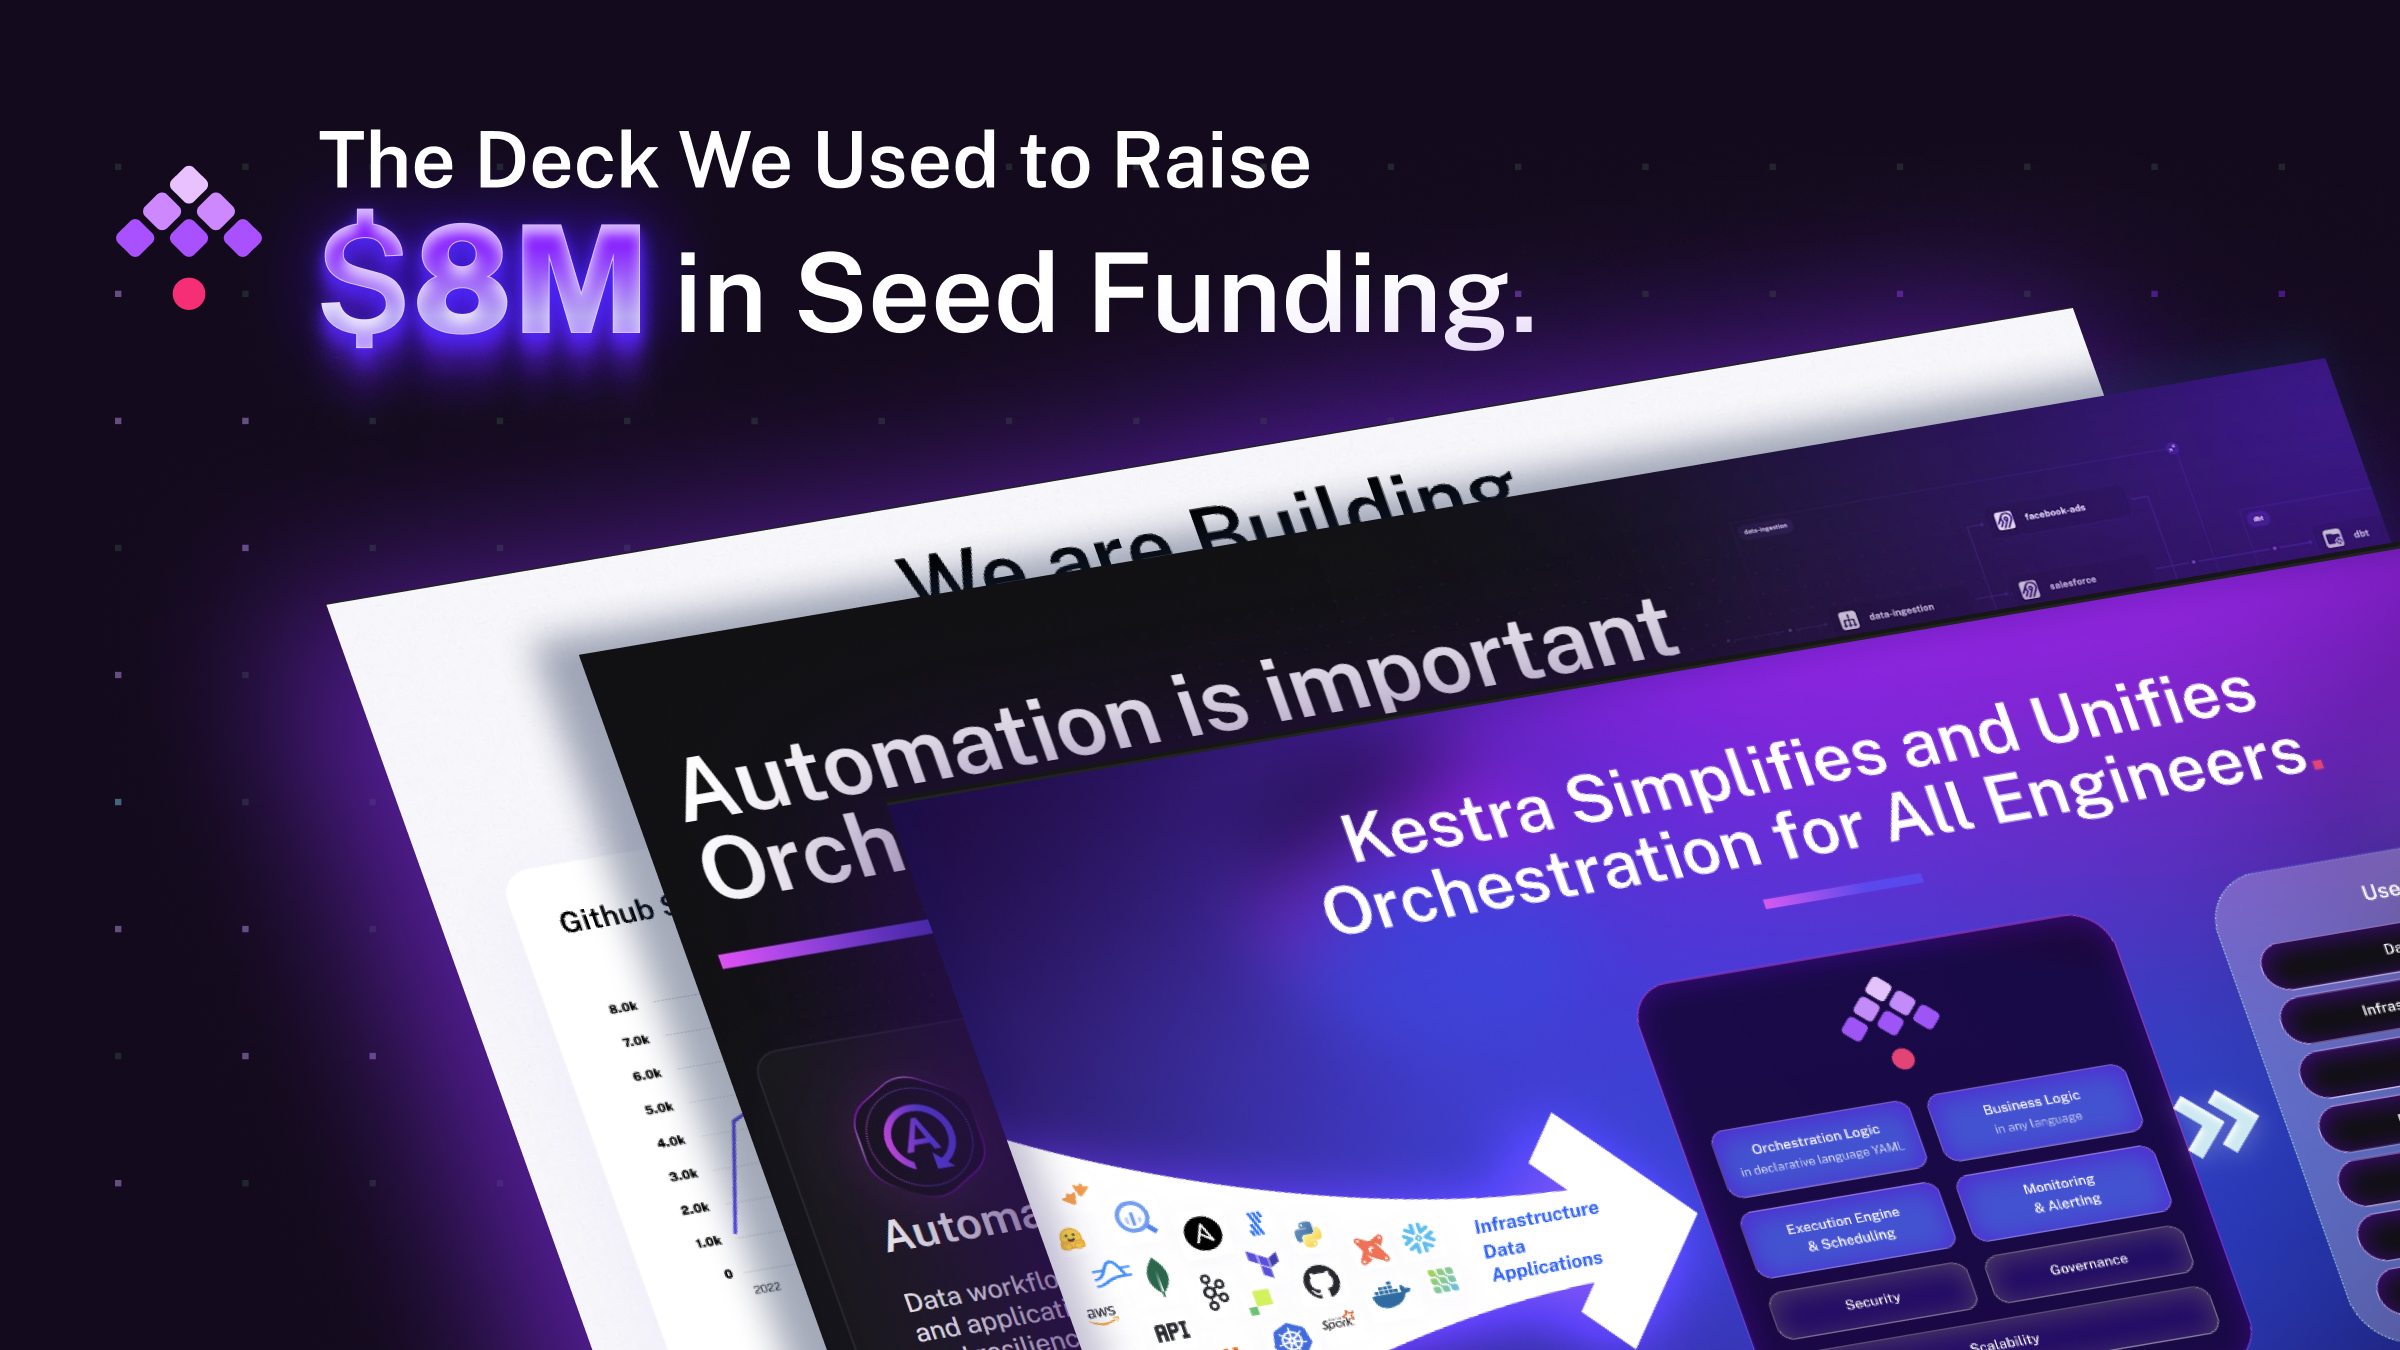 The Deck We Used to Raise
$8M in Seed Funding.
We are Building
data-ingestion
facebook-ads
dbt
dbt
salesforce
data-ingestion
Automation is important
Orch
Github
8.0k
7.0k
6.0k
5.0k
4.0k
3.0k
2.0k
1.0k
0
2022
Automa
Data workflo
and applicati
Kestra Simplifies and Unifies
Orchestration for All Engineers.
aws
API
Spark
Infrastructure
Data
Applications
Orchestration Logic
in declarative language YAML
Business Logic
in any language
Execution Engine
& Scheduling
Monitoring
& Alerting
Security
Governance
Scalability
Use
Da
Infras